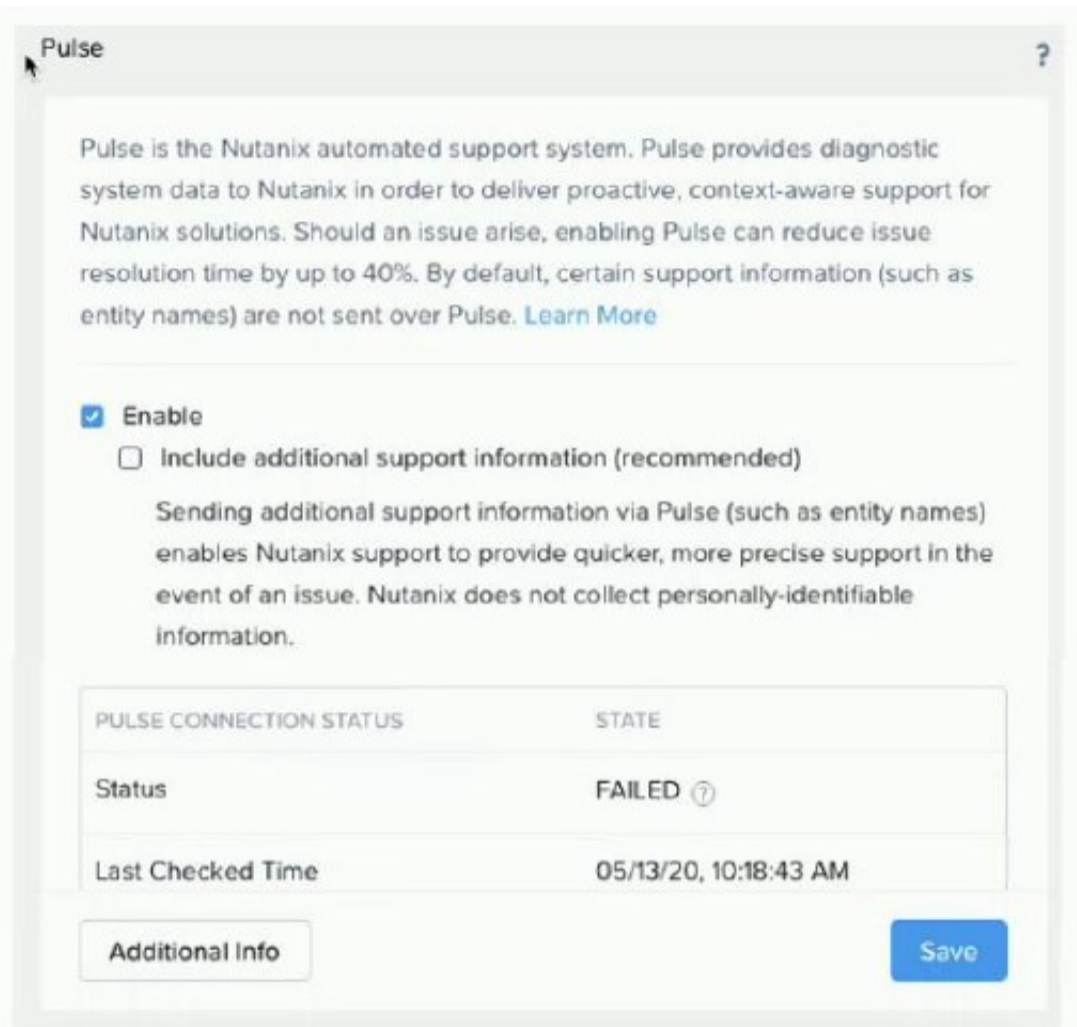 Pulse
?
Pulse is the Nutanix automated support system. Pulse provides diagnostic
system data to Nutanix in order to deliver proactive, context-aware support for
Nutanix solutions. Should an issue arise, enabling Pulse can reduce issue
resolution time by up to 40%. By default, certain support information (such as
entity names) are not sent over Pulse. Learn More
Enable
Include additional support information (recommended)
Sending additional support information via Pulse (such as entity names)
enables Nutanix support to provide quicker, more precise support in the
event of an issue. Nutanix does not collect personally-identifiable
information.
PULSE CONNECTION STATUS STATE
Status FAILED ?
Last Checked Time 05/13/20, 10:18:43 AM
Additional Info Save